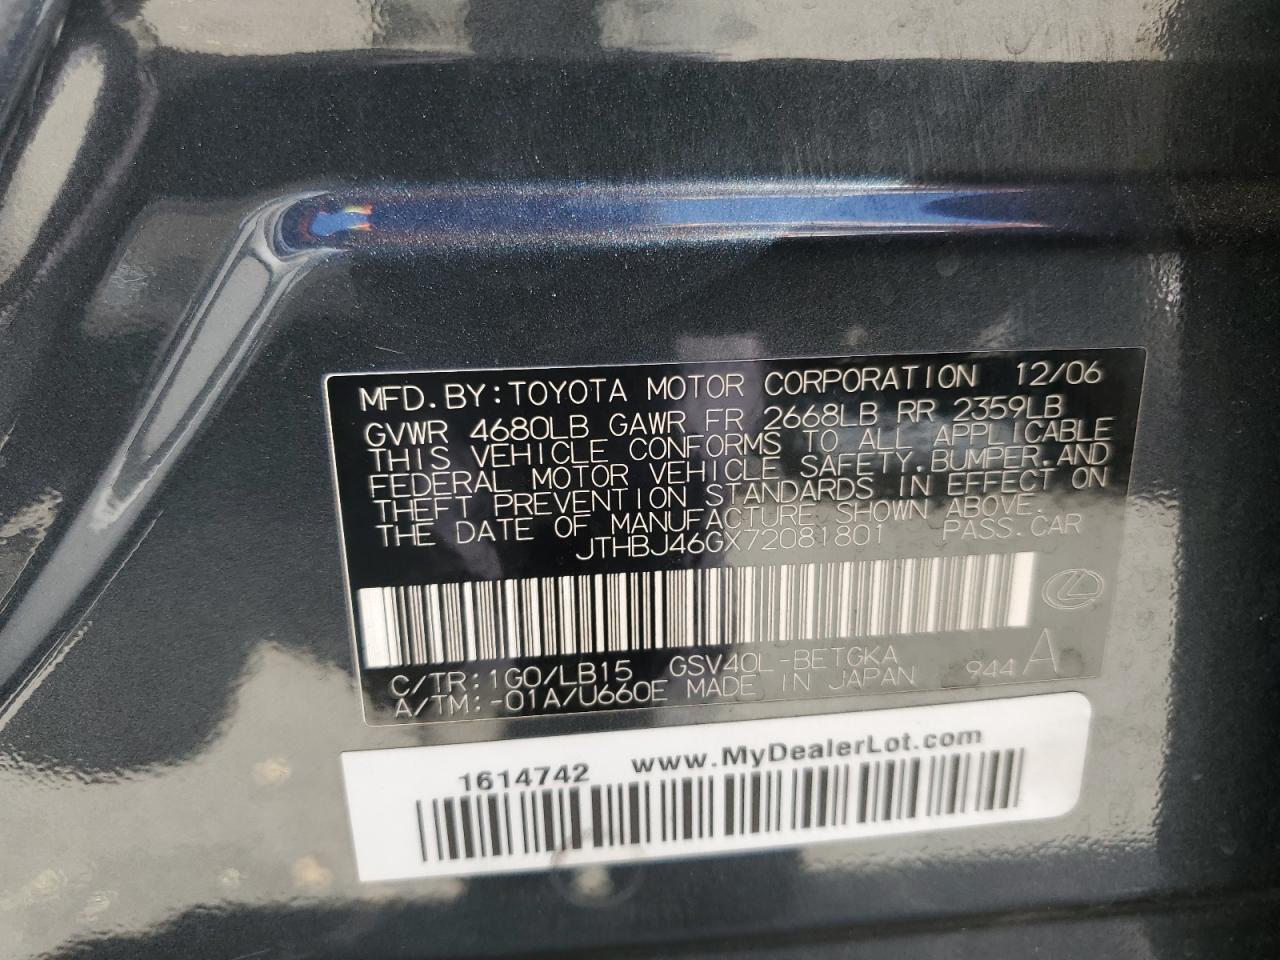 MFD. BY: TOYOTA MOTOR CORPORATION 12/06
GVWR 4680LB GAWR FR 2668LB RR 2359LB
THIS VEHICLE CONFORMS TO ALL APPLICABLE
FEDERAL MOTOR VEHICLE SAFETY, BUMPER, AND
THEFT PREVENTION STANDARDS IN EFFECT ON
THE DATE OF MANUFACTURE SHOWN ABOVE.
JTHBJ46GX72081801 PASS. CAR
C/TR: 1G0/LB15 GSV40L-BETGKA 944 A
A/TM: -01A/U660E MADE IN JAPAN
1614742 www.MyDealerLot.com